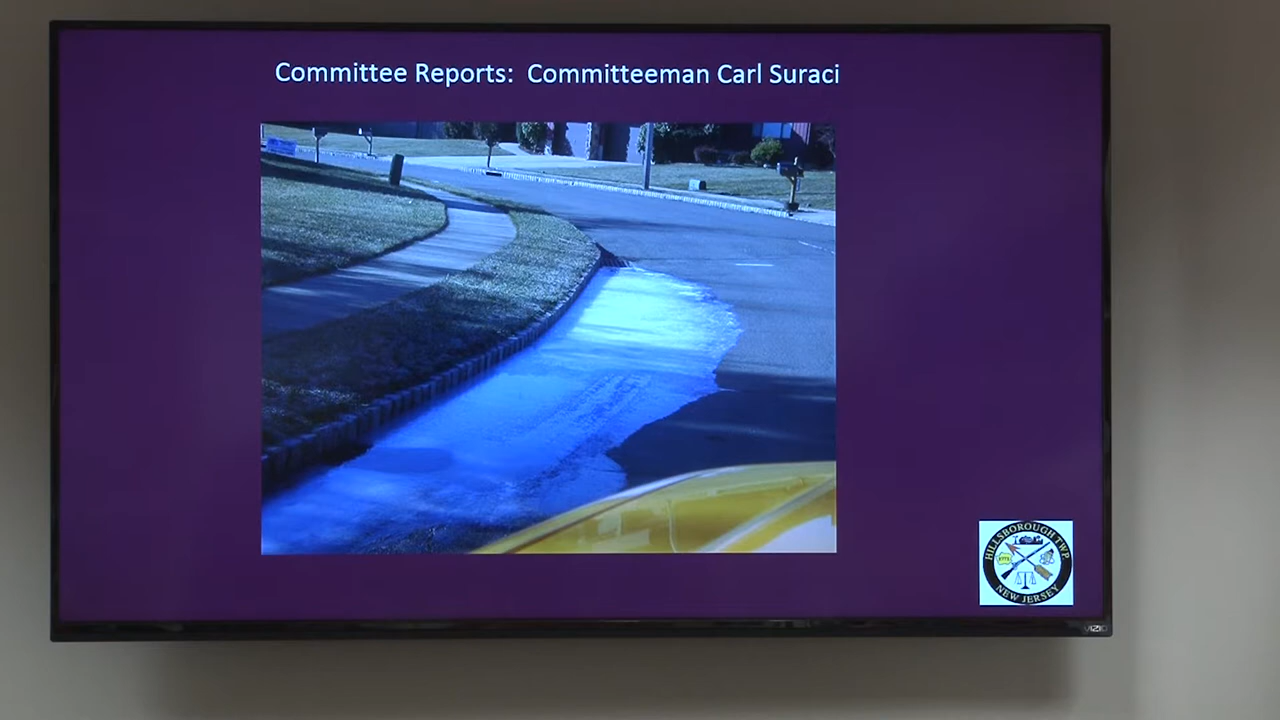 Committee Reports: Committeeman Carl Suraci
HILLSBOROUGH TWP
NEW JERSEY
VIZIO